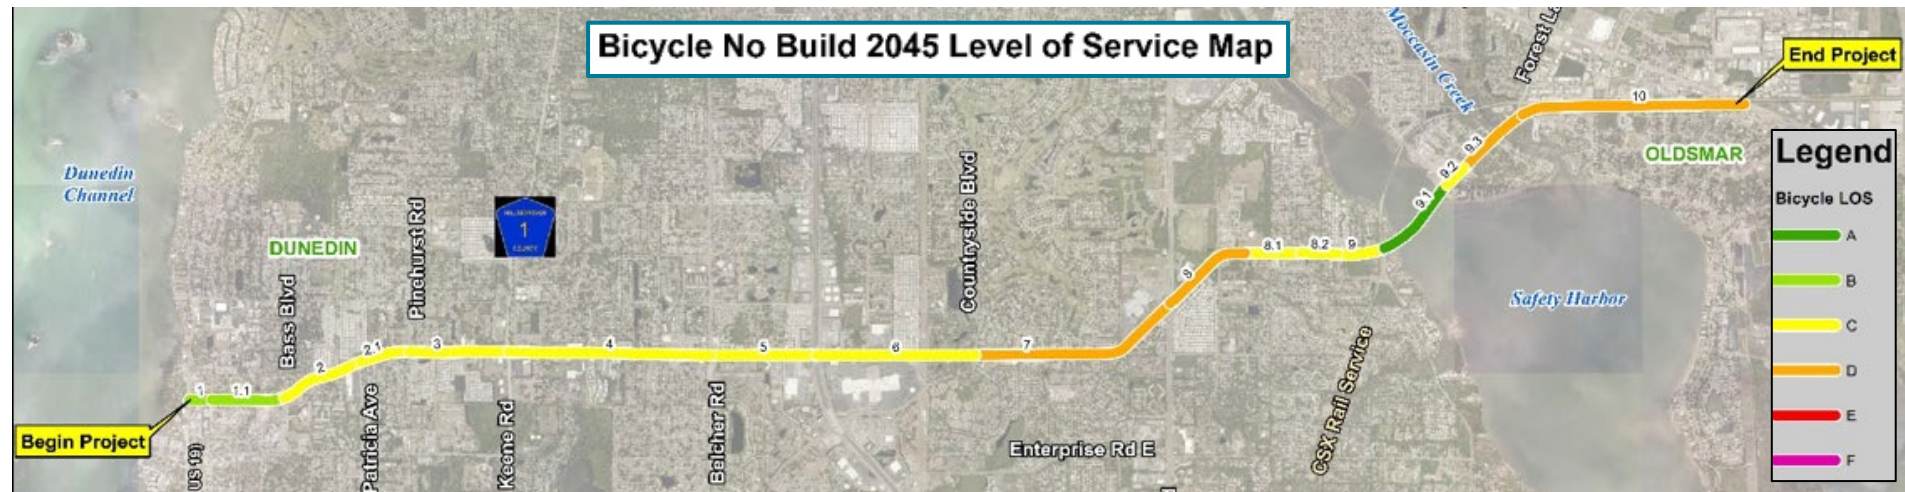 Bicycle No Build 2045 Level of Service Map
Moccasin Creek
End Project
10
OLDSMAR
Legend
Bicycle LOS
A
B
C
D
E
F
Dunedin
Channel
DUNEDIN
Pinehurst Rd
HILLSBOROUGH
1
COUNTY
Countryside Blvd
9.3
9.2
9.1
8.1
8.2
9
8
Safety Harbor
Bass Blvd
1
1.1
2
2.1
3
4
5
6
7
Begin Project
US 19)
Patricia Ave
Keene Rd
Belcher Rd
Enterprise Rd E
CSX Rail Service